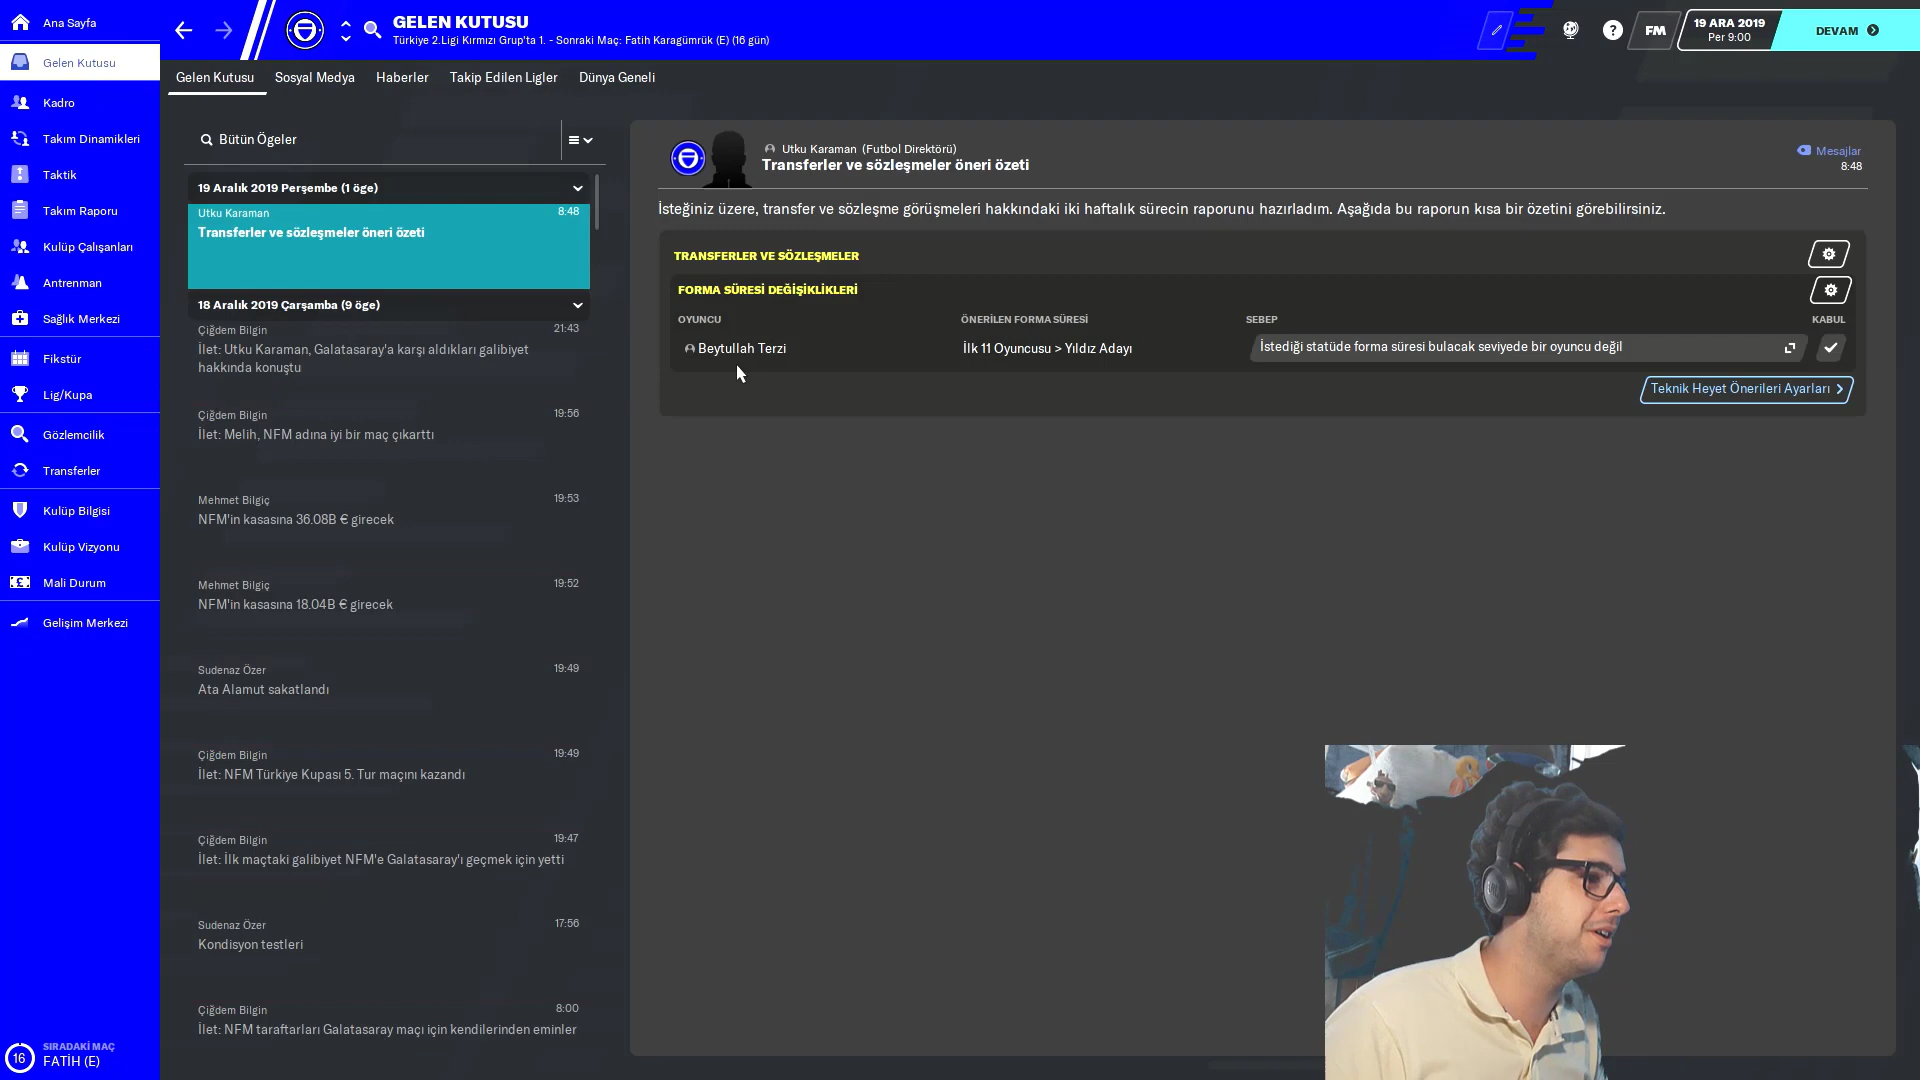 Ana Sayfa
Gelen Kutusu
Kadro
Takım Dinamikleri
Taktik
Takım Raporu
Kulüp Çalışanları
Antrenman
Sağlık Merkezi
Fikstür
Lig/Kupa
Gözlemcilik
Transferler
Kulüp Bilgisi
Kulüp Vizyonu
Mali Durum
Gelişim Merkezi
16
SIRADAKİ MAÇ
FATİH (E)
GELEN KUTUSU
Türkiye 2.Ligi Kırmızı Grup'ta 1. - Sonraki Maç: Fatih Karagümrük (E) (16 gün)
FM
19 ARA 2019
Per 9:00
DEVAM
Gelen Kutusu
Sosyal Medya
Haberler
Takip Edilen Ligler
Dünya Geneli
Bütün Ögeler
19 Aralık 2019 Perşembe (1 öge)
Utku Karaman 8:48
Transferler ve sözleşmeler öneri özeti
18 Aralık 2019 Çarşamba (9 öge)
Çiğdem Bilgin 21:43
İlet: Utku Karaman, Galatasaray'a karşı aldıkları galibiyet
hakkında konuştu
Çiğdem Bilgin 19:56
İlet: Melih, NFM adına iyi bir maç çıkarttı
Mehmet Bilgiç 19:53
NFM'in kasasına 36.08B € girecek
Mehmet Bilgiç 19:52
NFM'in kasasına 18.04B € girecek
Sudenaz Özer 19:49
Ata Alamut sakatlandı
Çiğdem Bilgin 19:49
İlet: NFM Türkiye Kupası 5. Tur maçını kazandı
Çiğdem Bilgin 19:47
İlet: İlk maçtaki galibiyet NFM'e Galatasaray'ı geçmek için yetti
Sudenaz Özer 17:56
Kondisyon testleri
Çiğdem Bilgin 8:00
İlet: NFM taraftarları Galatasaray maçı için kendilerinden eminler
Utku Karaman (Futbol Direktörü)
Transferler ve sözleşmeler öneri özeti
Mesajlar
8:48
İsteğiniz üzere, transfer ve sözleşme görüşmeleri hakkındaki iki haftalık sürecin raporunu hazırladım. Aşağıda bu raporun kısa bir özetini görebilirsiniz.
TRANSFERLER VE SÖZLEŞMELER
FORMA SÜRESİ DEĞİŞİKLİKLERİ
OYUNCU ÖNERİLEN FORMA SÜRESİ SEBEP KABUL
Beytullah Terzi İlk 11 Oyuncusu > Yıldız Adayı İstediği statüde forma süresi bulacak seviyede bir oyuncu değil
Teknik Heyet Önerileri Ayarları